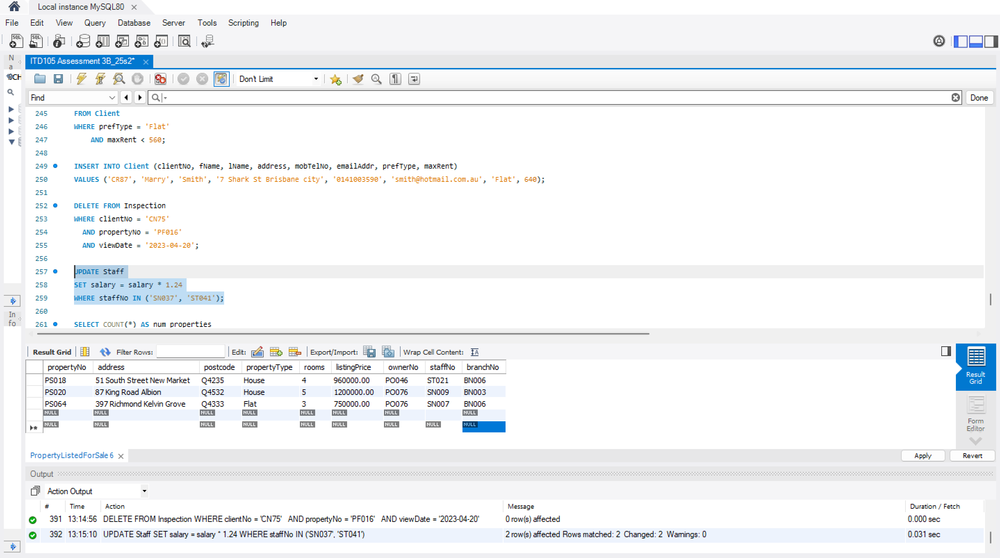 Local instance MySQL80
File Edit View Query Database Server Tools Scripting Help
N
a
ITD105 Assessment 3B_25s2*
Don't Limit
Find
Done
245 FROM Client
246 WHERE prefType = 'Flat'
247 AND maxRent < 560;
248
249 INSERT INTO Client (clientNo, fName, lName, address, mobTelNo, emailAddr, prefType, maxRent)
250 VALUES ('CR87', 'Marry', 'Smith', '7 Shark St Brisbane city', '0141003590', 'smith@hotmail.com.au', 'Flat', 640);
251
252 DELETE FROM Inspection
253 WHERE clientNo = 'CN75'
254 AND propertyNo = 'PF016'
255 AND viewDate = '2023-04-20';
256
257 UPDATE Staff
258 SET salary = salary * 1.24
259 WHERE staffNo IN ('SN037', 'ST041');
260
261 SELECT COUNT(*) AS num properties
In
fo
Result Grid Filter Rows: Edit: Export/Import: Wrap Cell Content:
propertyNo address postcode propertyType rooms listingPrice ownerNo staffNo branchNo
PS018 51 South Street New Market Q4235 House 4 960000.00 PO046 ST021 BN006
PS020 87 King Road Albion Q4532 House 5 1200000.00 PO076 SN009 BN003
PS064 397 Richmond Kelvin Grove Q4333 Flat 3 750000.00 PO076 SN007 BN006
NULL NULL NULL NULL NULL NULL NULL NULL
NULL NULL NULL NULL NULL NULL NULL NULL NULL
Result
Grid
Form
Editor
PropertyListedForSale 6
Apply Revert
Output
Action Output
# Time Action Message Duration / Fetch
391 13:14:56 DELETE FROM Inspection WHERE clientNo = 'CN75' AND propertyNo = 'PF016' AND viewDate = '2023-04-20' 0 row(s) affected 0.000 sec
392 13:15:10 UPDATE Staff SET salary = salary * 1.24 WHERE staffNo IN ('SN037', 'ST041') 2 row(s) affected Rows matched: 2 Changed: 2 Warnings: 0 0.031 sec